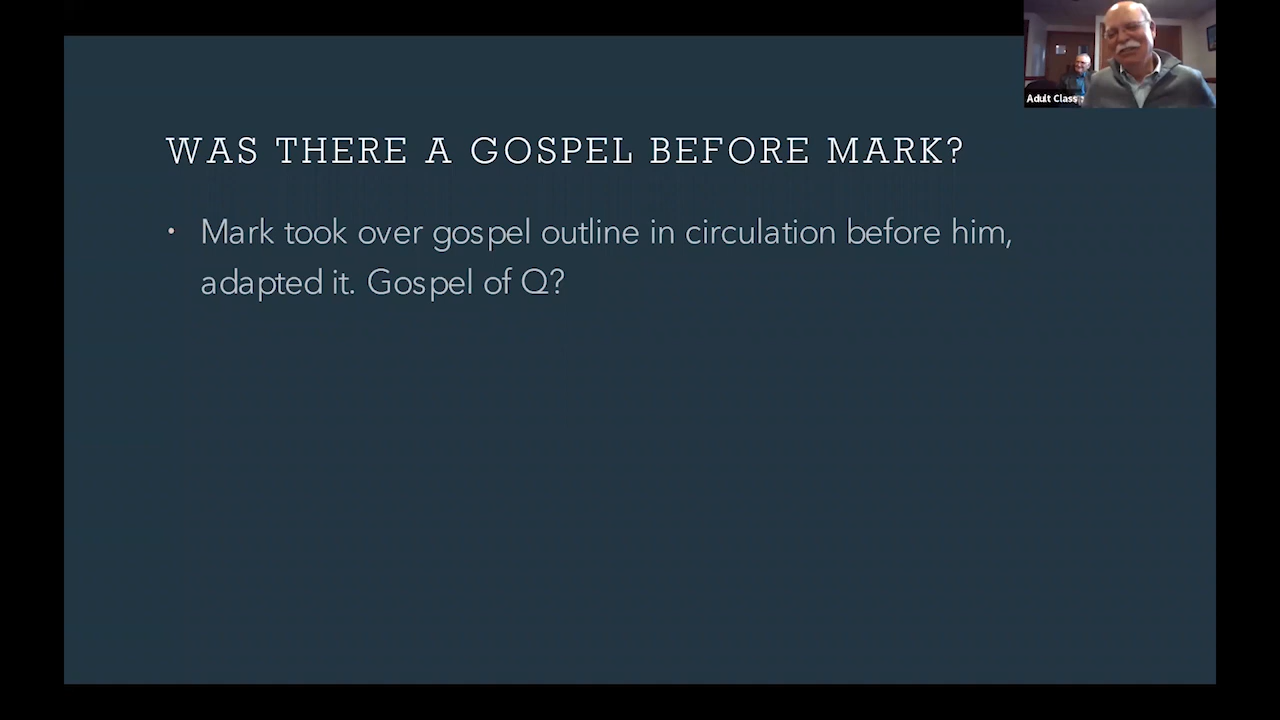 Adult Class
WAS THERE A GOSPEL BEFORE MARK?
• Mark took over gospel outline in circulation before him,
adapted it. Gospel of Q?